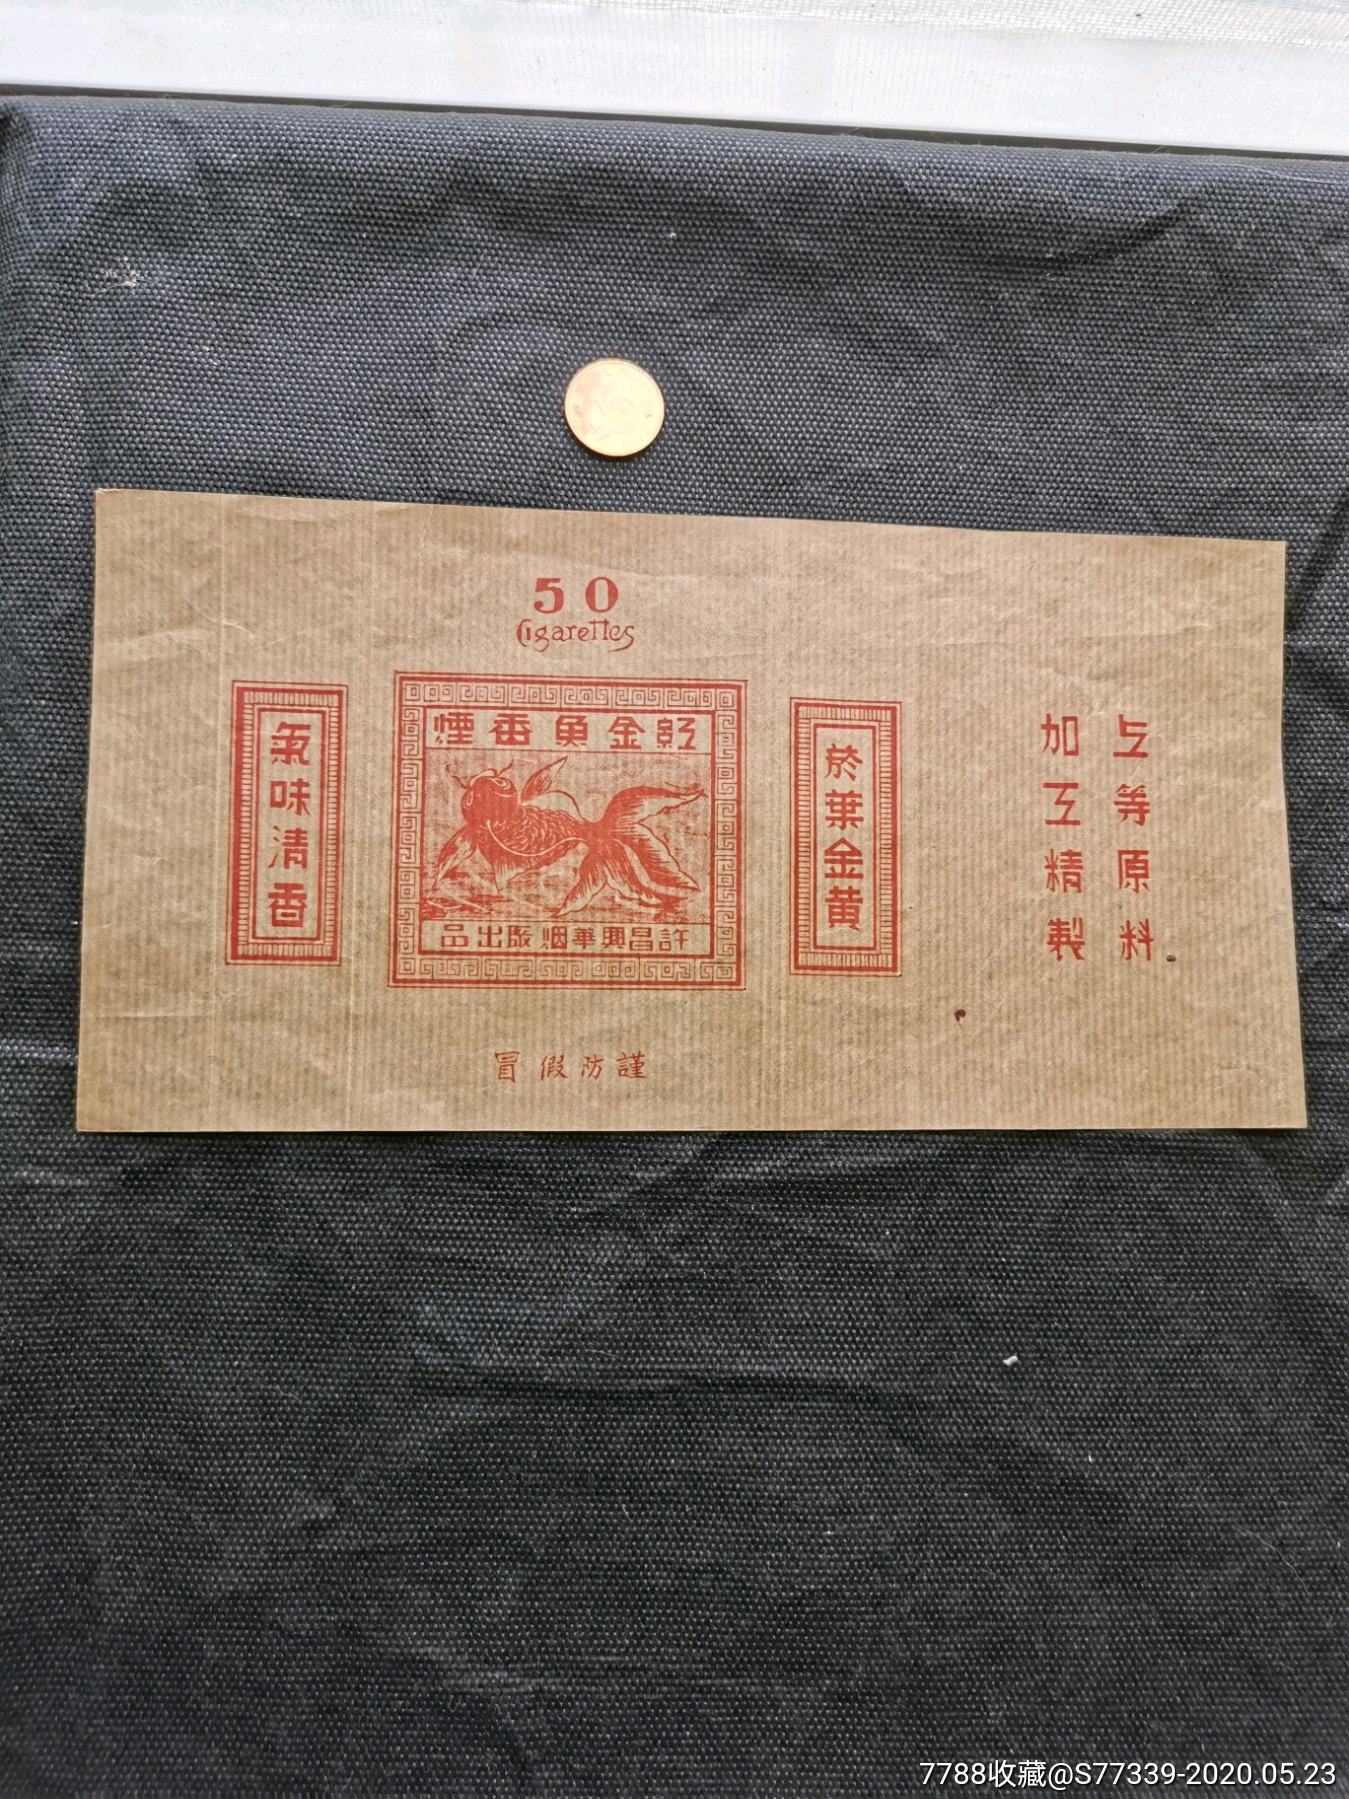 50
Cigarettes
紅金魚香煙
許昌興華烟廠出品
謹防假冒
氣味清香
菸葉金黄
上等原料
加工精製
7788收藏@S77339-2020.05.23